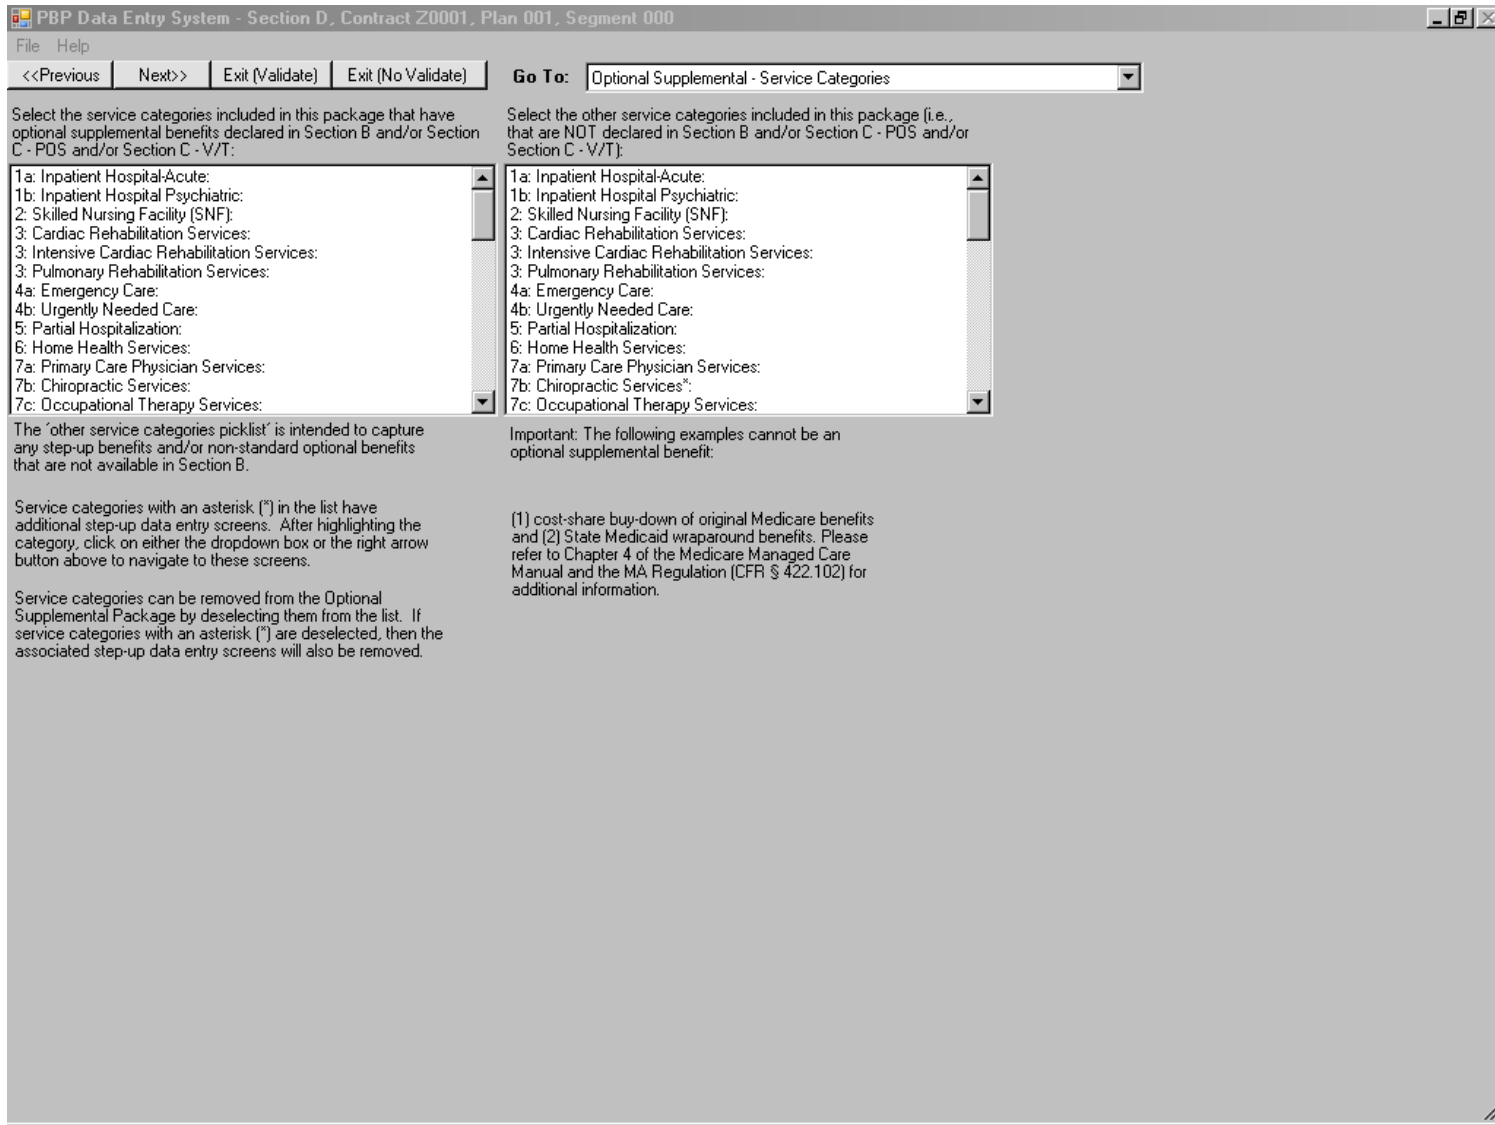 PBP Data Entry System - Section D, Contract Z0001, Plan 001, Segment 000
File Help
<<Previous Next>> Exit (Validate) Exit (No Validate) Go To: Optional Supplemental - Service Categories
Select the service categories included in this package that have
optional supplemental benefits declared in Section B and/or Section
C - POS and/or Section C - V/T:
1a: Inpatient Hospital-Acute:
1b: Inpatient Hospital Psychiatric:
2: Skilled Nursing Facility (SNF):
3: Cardiac Rehabilitation Services:
3: Intensive Cardiac Rehabilitation Services:
3: Pulmonary Rehabilitation Services:
4a: Emergency Care:
4b: Urgently Needed Care:
5: Partial Hospitalization:
6: Home Health Services:
7a: Primary Care Physician Services:
7b: Chiropractic Services:
7c: Occupational Therapy Services:
The ´other service categories picklist´ is intended to capture
any step-up benefits and/or non-standard optional benefits
that are not available in Section B.
Service categories with an asterisk (*) in the list have
additional step-up data entry screens. After highlighting the
category, click on either the dropdown box or the right arrow
button above to navigate to these screens.
Service categories can be removed from the Optional
Supplemental Package by deselecting them from the list. If
service categories with an asterisk (*) are deselected, then the
associated step-up data entry screens will also be removed.
Select the other service categories included in this package (i.e.,
that are NOT declared in Section B and/or Section C - POS and/or
Section C - V/T):
1a: Inpatient Hospital-Acute:
1b: Inpatient Hospital Psychiatric:
2: Skilled Nursing Facility (SNF):
3: Cardiac Rehabilitation Services:
3: Intensive Cardiac Rehabilitation Services:
3: Pulmonary Rehabilitation Services:
4a: Emergency Care:
4b: Urgently Needed Care:
5: Partial Hospitalization:
6: Home Health Services:
7a: Primary Care Physician Services:
7b: Chiropractic Services*:
7c: Occupational Therapy Services:
Important: The following examples cannot be an
optional supplemental benefit:
(1) cost-share buy-down of original Medicare benefits
and (2) State Medicaid wraparound benefits. Please
refer to Chapter 4 of the Medicare Managed Care
Manual and the MA Regulation (CFR § 422.102) for
additional information.